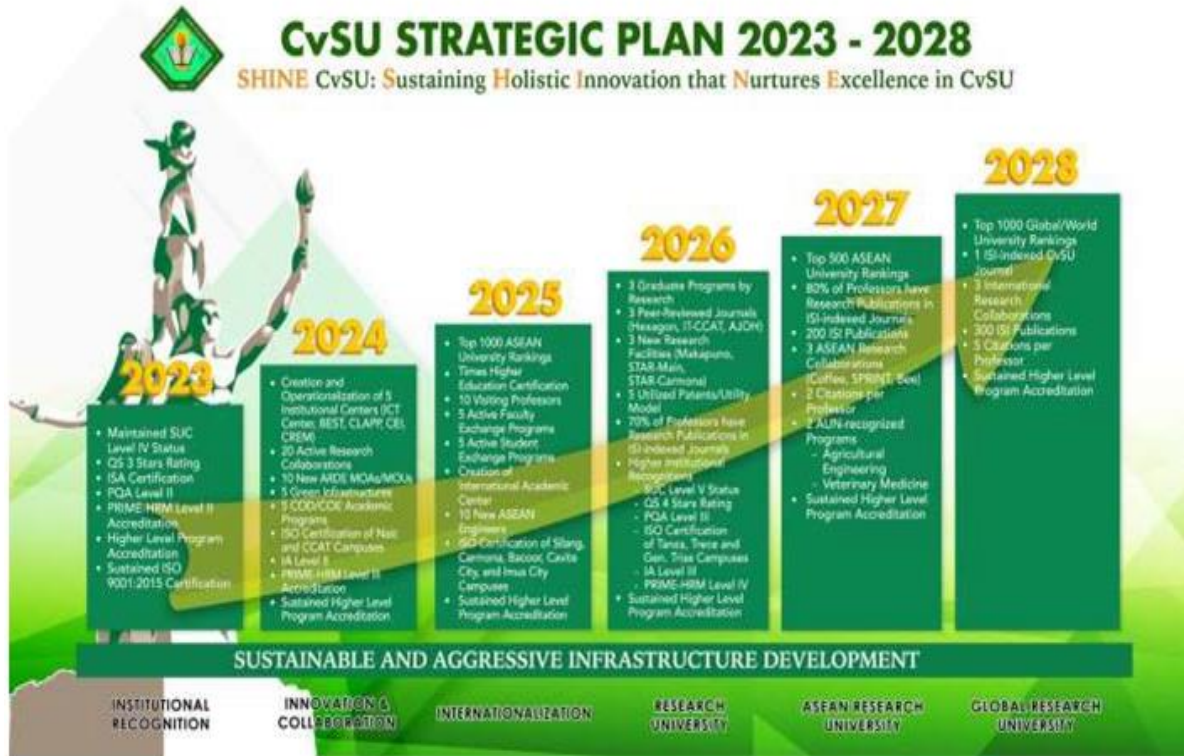 CvSU STRATEGIC PLAN 2023 - 2028
SHINE CvSU: Sustaining Holistic Innovation that Nurtures Excellence in CvSU
2023
• Maintained SUC
Level IV Status
• QS 3 Stars Rating
• ISA Certification
• PQA Level II
• PRIME-HRM Level II
Accreditation
• Higher Level Program
Accreditation
• Sustained ISO
9001:2015 Certification
2024
• Creation and
Operationalization of 5
Institutional Centers (ICT
Center, BEST, CLAPP, CEI,
CREM)
• 20 Active Research
Collaborations
• 10 New ARDE MOAs/MOUs
• 5 Green Infrastructures
• 5 COD/COE Academic
Programs
• ISO Certification of Naic
and CCAT Campuses
• IA Level II
• PRIME-HRM Level III
Accreditation
• Sustained Higher Level
Program Accreditation
2025
• Top 1000 ASEAN
University Rankings
• Times Higher
Education Certification
• 10 Visiting Professors
• 5 Active Faculty
Exchange Programs
• 5 Active Student
Exchange Programs
• Creation of
International Academic
Center
• 10 New ASEAN
Engineers
• ISO Certification of Silang,
Carmona, Bacoor, Cavite
City, and Imus City
Campuses
• Sustained Higher Level
Program Accreditation
2026
• 3 Graduate Programs by
Research
• 3 Peer-Reviewed Journals
(Hexagon, IT-CCAT, AJOH)
• 3 New Research
Facilities (Makapuno,
STAR-Main,
STAR-Carmona)
• 5 Utilized Patents/Utility
Model
• 70% of Professors have
Research Publications in
ISI-indexed Journals
• Higher Institutional
Recognitions
- SUC Level V Status
- QS 4 Stars Rating
- PQA Level III
- ISO Certification
of Tanza, Trece and
Gen. Trias Campuses
- IA Level III
- PRIME-HRM Level IV
• Sustained Higher Level
Program Accreditation
2027
• Top 500 ASEAN
University Rankings
• 80% of Professors have
Research Publications in
ISI-indexed Journals
• 200 ISI Publications
• 3 ASEAN Research
Collaborations
(Coffee, SPRINT, Bee)
• 2 Citations per
Professor
• 2 AUN-recognized
Programs
- Agricultural
Engineering
- Veterinary Medicine
• Sustained Higher Level
Program Accreditation
2028
• Top 1000 Global/World
University Rankings
• 1 ISI-indexed CvSU
Journal
• 3 International
Research
Collaborations
• 300 ISI Publications
• 5 Citations per
Professor
• Sustained Higher Level
Program Accreditation
SUSTAINABLE AND AGGRESSIVE INFRASTRUCTURE DEVELOPMENT
INSTITUTIONAL
RECOGNITION
INNOVATION &
COLLABORATION
INTERNATIONALIZATION
RESEARCH
UNIVERSITY
ASEAN RESEARCH
UNIVERSITY
GLOBAL RESEARCH
UNIVERSITY